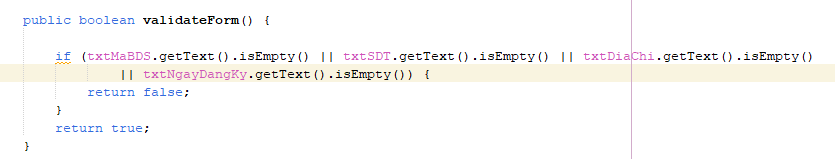 public boolean validateForm() {
if (txtMaBDS.getText().isEmpty() || txtSDT.getText().isEmpty() || txtDiaChi.getText().isEmpty()
|| txtNgayDangKy.getText().isEmpty()) {
return false;
}
return true;
}